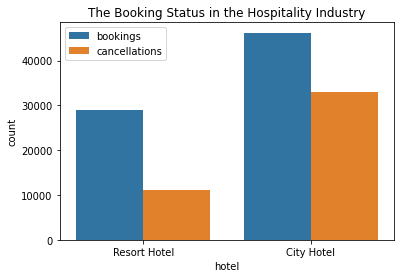 The Booking Status in the Hospitality Industry
bookings
cancellations
count
40000
30000
20000
10000
0
Resort Hotel
City Hotel
hotel